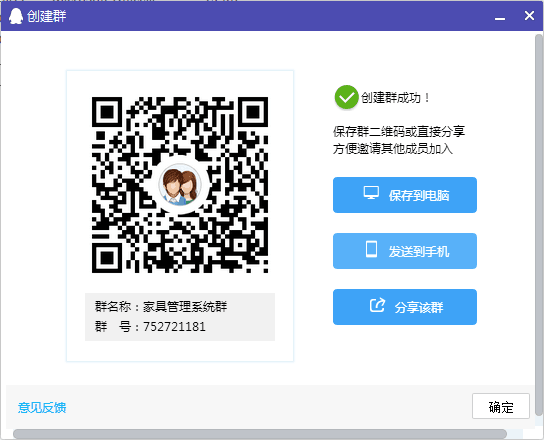 创建群
创建群成功！
保存群二维码或直接分享
方便邀请其他成员加入
保存到电脑
发送到手机
分享该群
群名称：家具管理系统群
群 号：752721181
意见反馈
确定